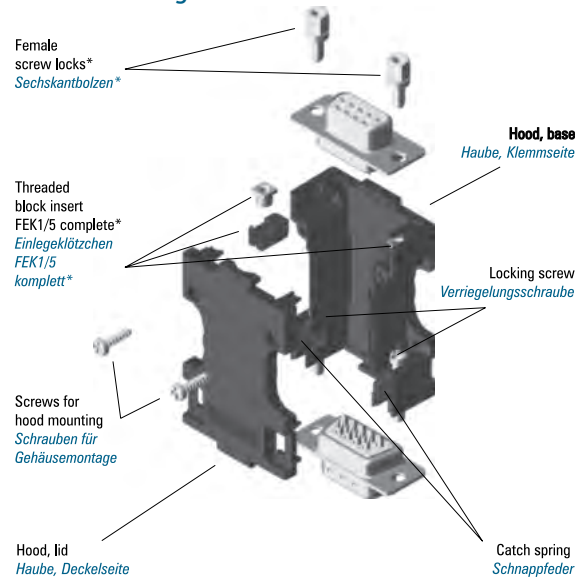 Female
screw locks*
Sechskantbolzen*
Hood, base
Haube, Klemmseite
Threaded
block insert
FEK1/5 complete*
Einlegeklötzchen
FEK1/5
komplett*
Locking screw
Verriegelungsschraube
Screws for
hood mounting
Schrauben für
Gehäusemontage
Hood, lid
Haube, Deckelseite
Catch spring
Schnappfeder